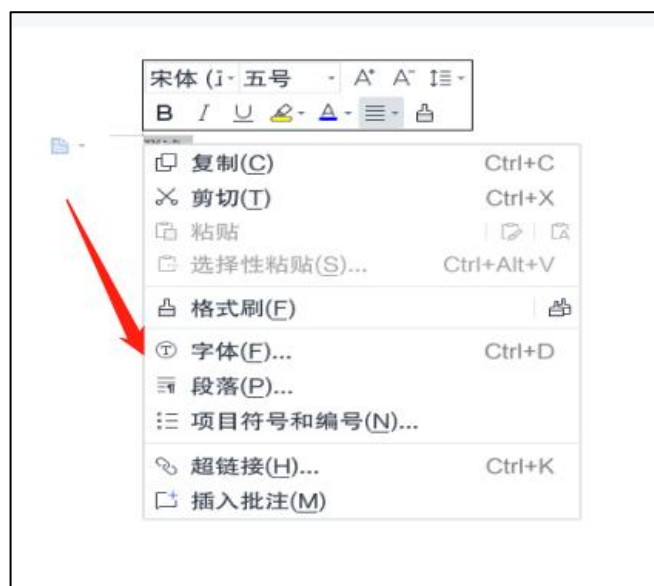 宋体 (正 五号 A+ A-
B I U A
复制(C) Ctrl+C
剪切(T) Ctrl+X
粘贴
选择性粘贴(S)... Ctrl+Alt+V
格式刷(F)
字体(F)... Ctrl+D
段落(P)...
项目符号和编号(N)...
超链接(H)... Ctrl+K
插入批注(M)